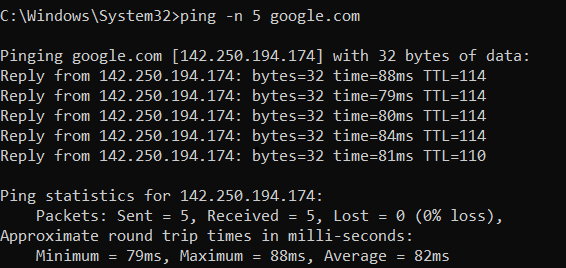 C:\Windows\System32>ping -n 5 google.com
Pinging google.com [142.250.194.174] with 32 bytes of data:
Reply from 142.250.194.174: bytes=32 time=88ms TTL=114
Reply from 142.250.194.174: bytes=32 time=79ms TTL=114
Reply from 142.250.194.174: bytes=32 time=80ms TTL=114
Reply from 142.250.194.174: bytes=32 time=84ms TTL=114
Reply from 142.250.194.174: bytes=32 time=81ms TTL=110
Ping statistics for 142.250.194.174:
Packets: Sent = 5, Received = 5, Lost = 0 (0% loss),
Approximate round trip times in milli-seconds:
Minimum = 79ms, Maximum = 88ms, Average = 82ms